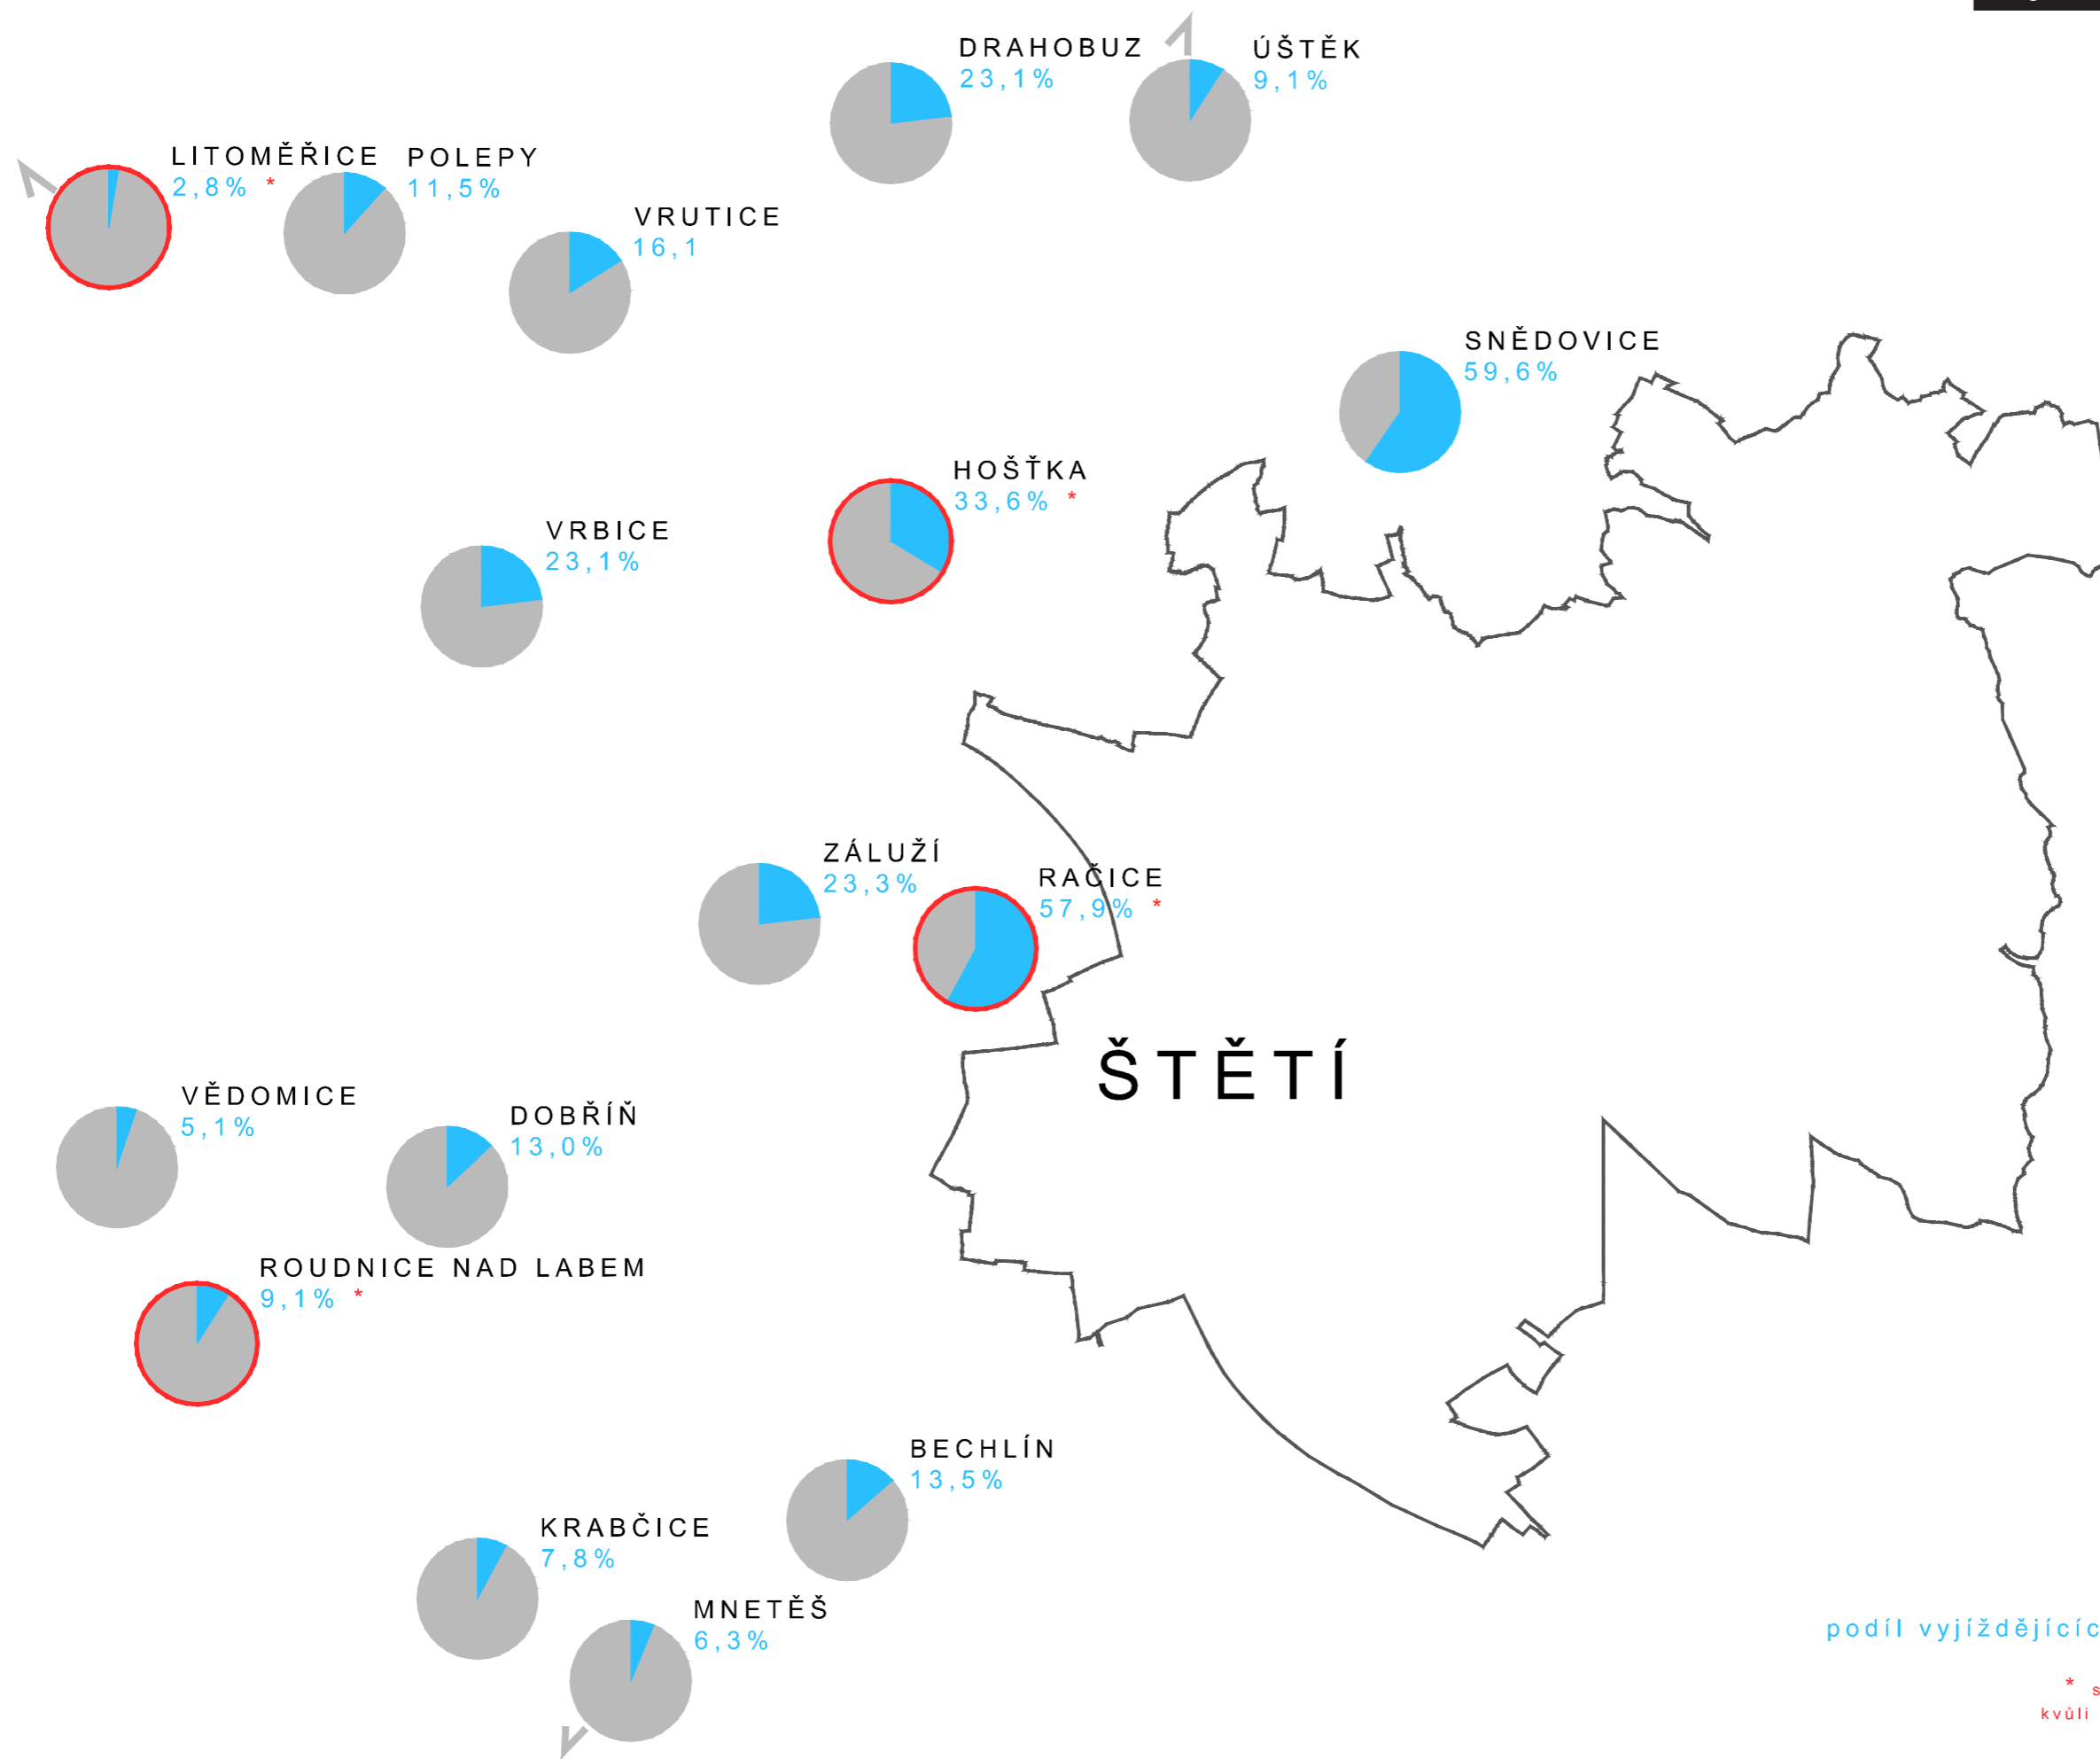 DRAHOBUZ
23,1%
ÚŠTĚK
9,1%
LITOMĚŘICE
2,8% *
POLEPY
11,5%
VRUTICE
16,1
SNĚDOVICE
59,6%
HOŠŤKA
33,6% *
VRBICE
23,1%
ZÁLUŽÍ
23,3%
RAČICE
57,9% *
ŠTĚTÍ
VĚDOMICE
5,1%
DOBŘÍŇ
13,0%
ROUDNICE NAD LABEM
9,1% *
BECHLÍN
13,5%
KRABČICE
7,8%
MNETĚŠ
6,3%
podíl vyjíždějícíc
* s
kvůli